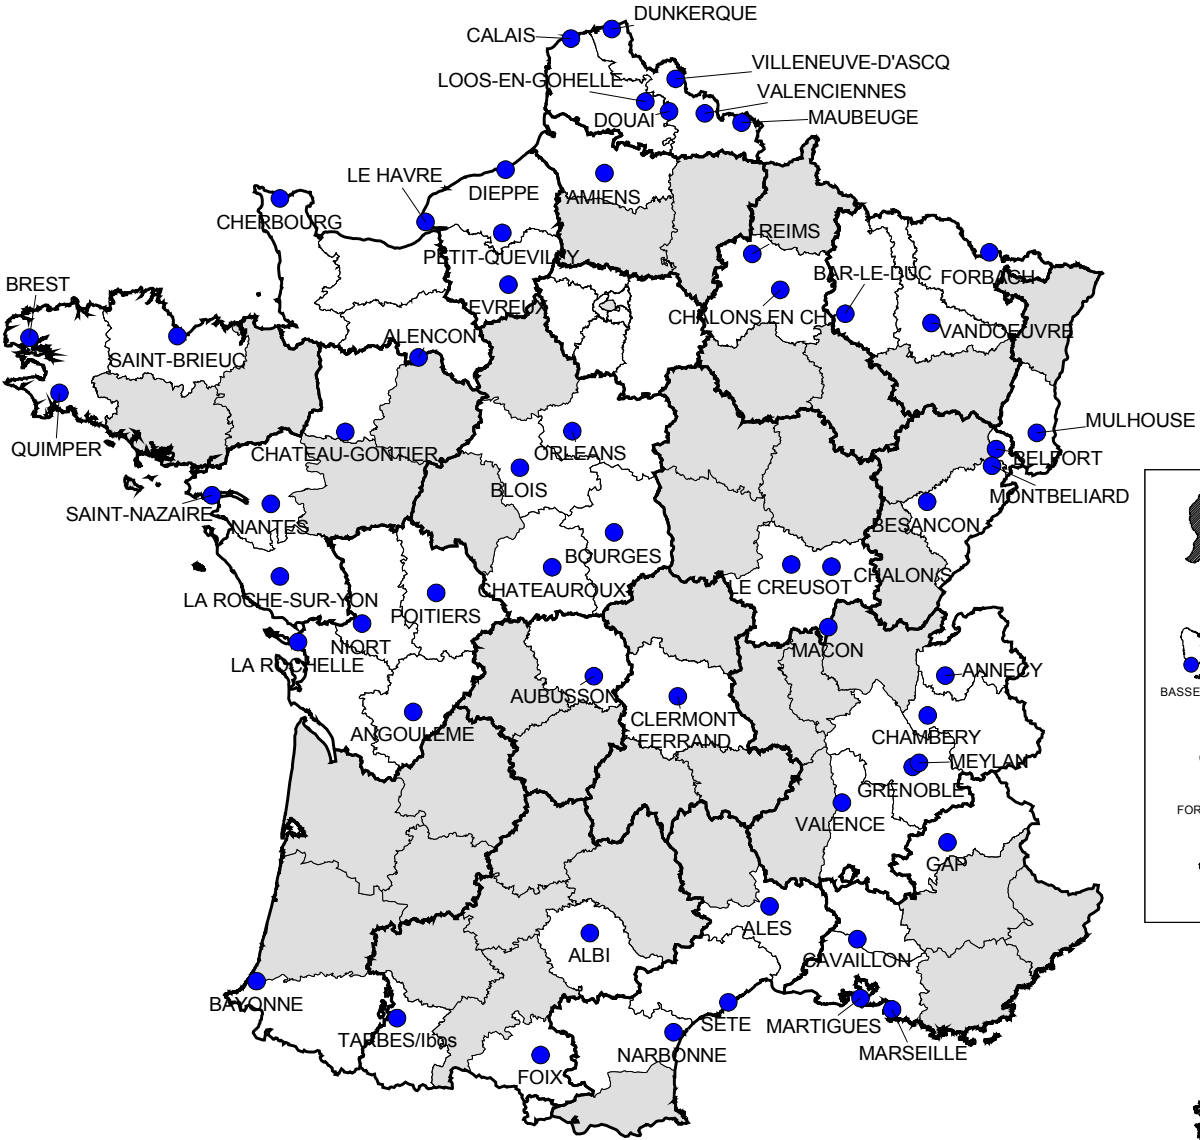 DUNKERQUE
CALAIS
VILLENEUVE-D'ASCQ
LOOS-EN-GOHELLE
VALENCIENNES
DOUAI
MAUBEUGE
LE HAVRE
DIEPPE
AMIENS
CHERBOURG
REIMS
PETIT-QUEVILLY
BAR-LE-DUC
FORBACH
BREST
EVREUX
CHALONS EN CH
VANDOEUVRE
ALENCON
SAINT-BRIEUC
MULHOUSE
QUIMPER
CHATEAU-GONTIER
ORLEANS
BELFORT
BLOIS
MONTBELIARD
SAINT-NAZAIRE
NANTES
BESANCON
BOURGES
CHALON/S
LE CREUSOT
CHATEAUROUX
LA ROCHE-SUR-YON
POITIERS
NIORT
MACON
LA ROCHELLE
ANNECY
BASSE
AUBUSSON
CLERMONT
FERRAND
ANGOULEME
CHAMBERY
MEYLAN
GRENOBLE
FOR
VALENCE
GAP
ALES
ALBI
CAVAILLON
BAYONNE
SETE
MARTIGUES
TARBES/Ibos
NARBONNE
MARSEILLE
FOIX